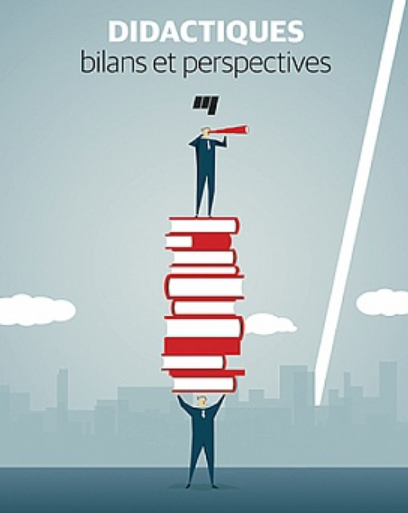 DIDACTIQUES
bilans et perspectives